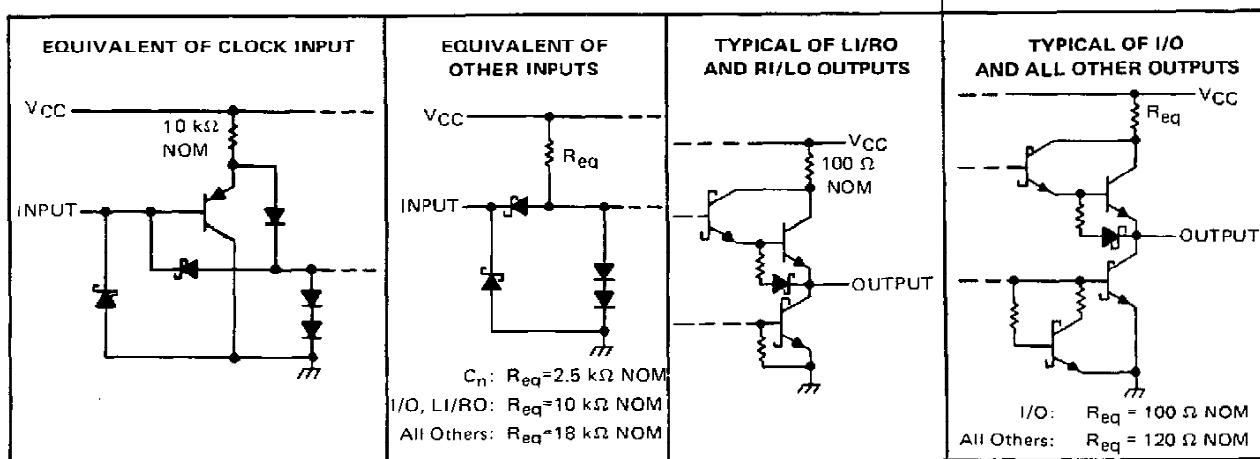 EQUIVALENT OF CLOCK INPUT
VCC
10 kΩ
NOM
INPUT
EQUIVALENT OF
OTHER INPUTS
VCC
Req
INPUT
Cn: Req=2.5 kΩ NOM
I/O, LI/RO: Req=10 kΩ NOM
All Others: Req=18 kΩ NOM
TYPICAL OF LI/RO
AND RI/LO OUTPUTS
VCC
100 Ω
NOM
OUTPUT
TYPICAL OF I/O
AND ALL OTHER OUTPUTS
VCC
Req
OUTPUT
I/O: Req = 100 Ω NOM
All Others: Req = 120 Ω NOM